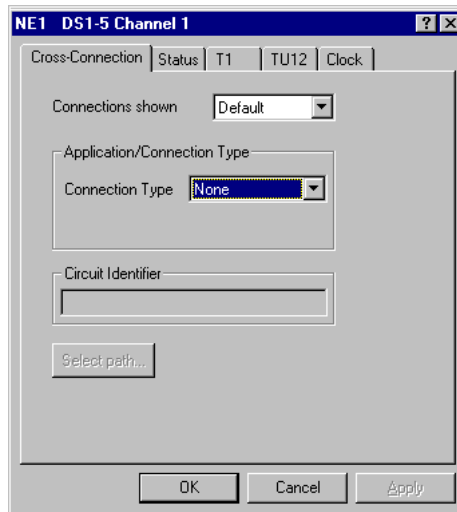 NE1 DS1-5 Channel 1
Cross-Connection Status T1 TU12 Clock
Connections shown Default
Application/Connection Type
Connection Type None
Circuit Identifier
Select path...
OK Cancel Apply